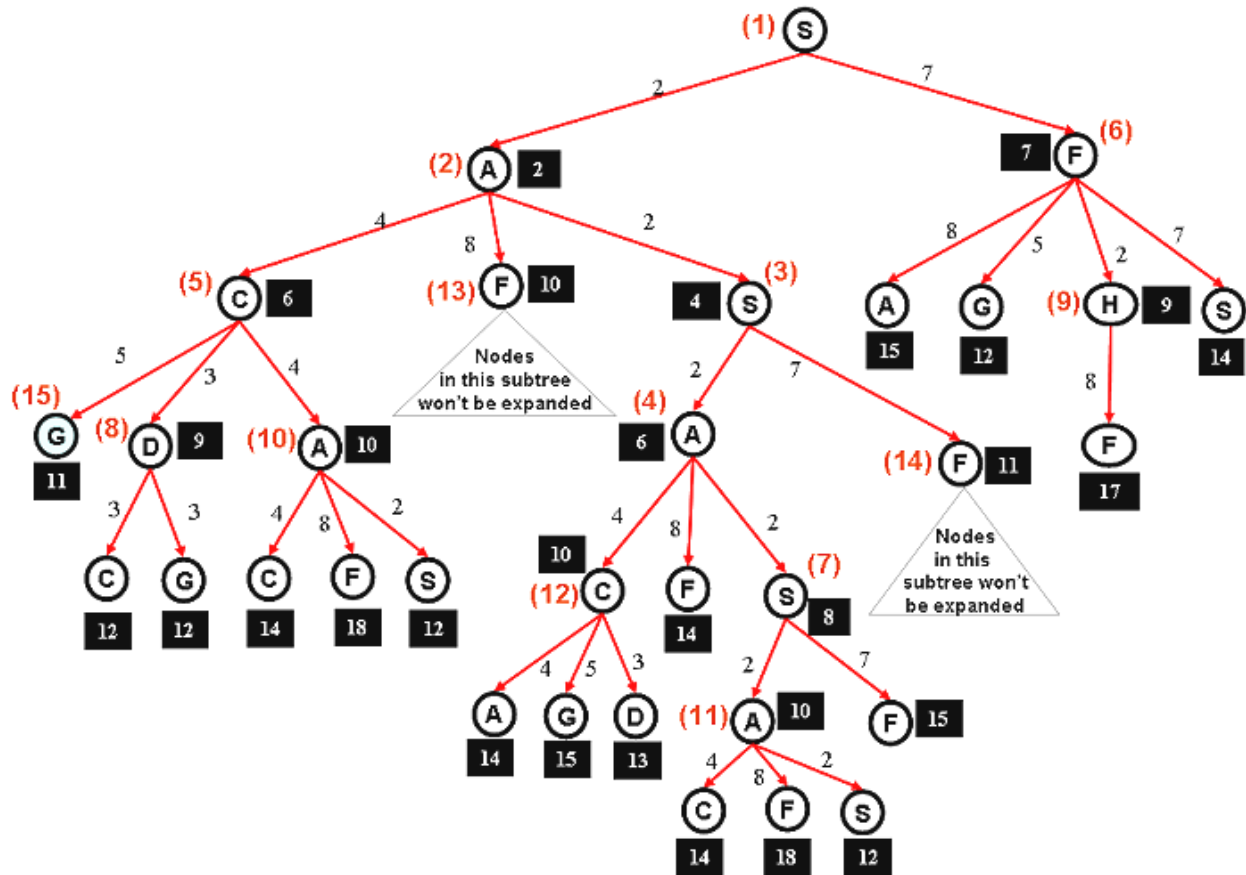 (1) S
2 7
(2) A 2
7 F (6)
4 8 2
8 5 2 7
(5) C 6
(13) F 10
4 S (3)
A G (9) H 9 S
15 12 14
5 3 4
Nodes
in this subtree
won't be expanded
2 7
8
(15) G 11
(8) D 9
(10) A 10
(4) A 6
(14) F 11
F 17
3 3 4 8 2
4 8 2
Nodes
in this
subtree won't
be expanded
C G C F S
12 12 14 18 12
10 (12) C
F 14
(7) S 8
4 5 3
2 7
A G D
14 15 13
(11) A 10
F 15
4 8 2
C F S
14 18 12